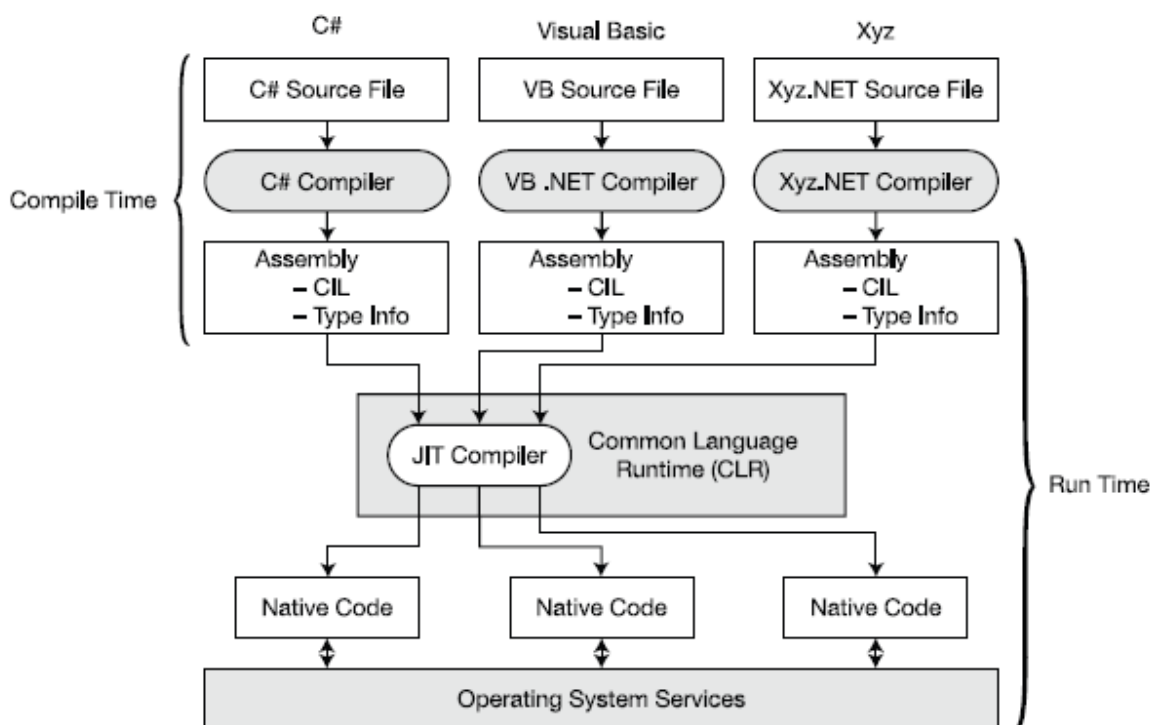 C#
Visual Basic
Xyz
C# Source File
VB Source File
Xyz.NET Source File
Compile Time
C# Compiler
VB .NET Compiler
Xyz.NET Compiler
Assembly
– CIL
– Type Info
Assembly
– CIL
– Type Info
Assembly
– CIL
– Type Info
JIT Compiler
Common Language
Runtime (CLR)
Run Time
Native Code
Native Code
Native Code
Operating System Services